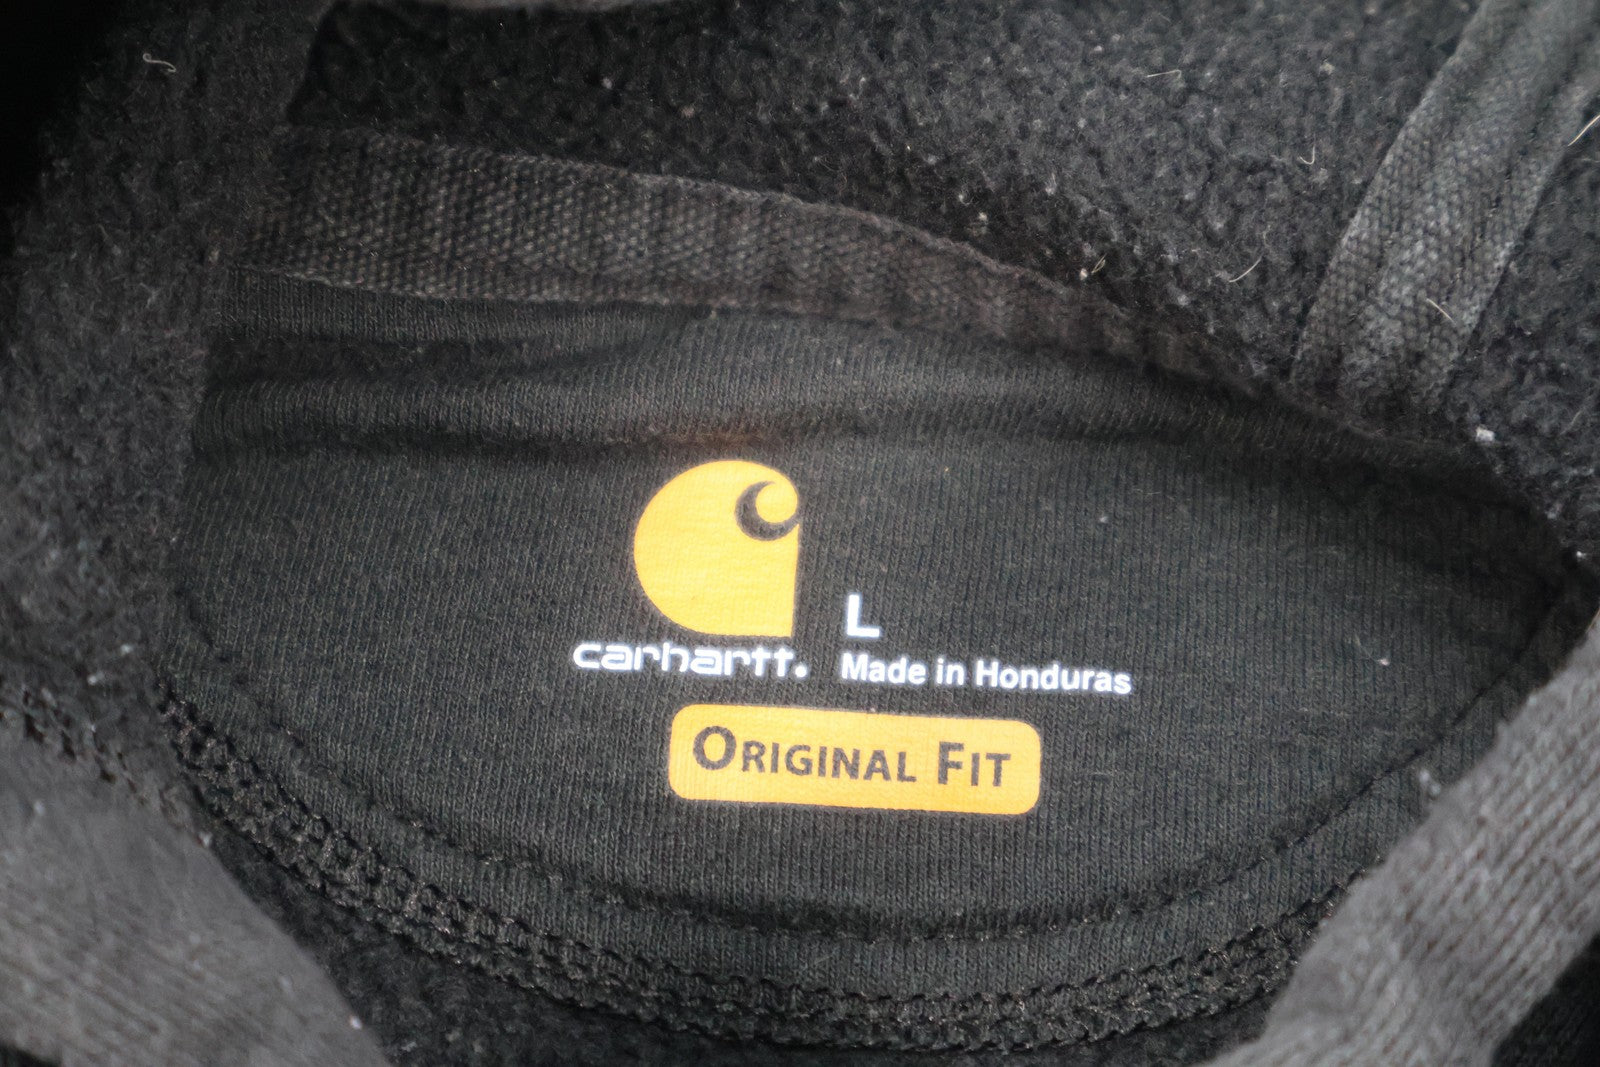 L
carhartt. Made in Honduras
ORIGINAL FIT